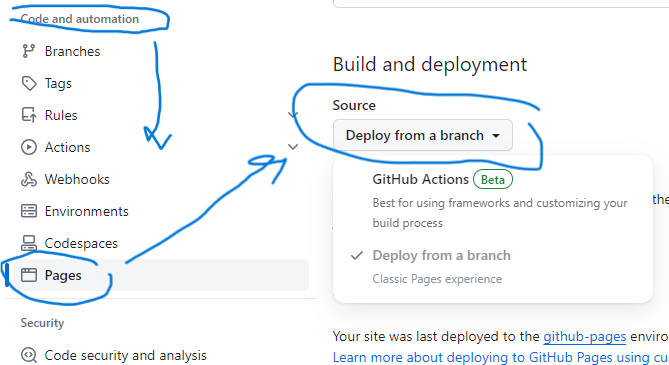 Code and automation
Branches
Tags
Rules
Actions
Webhooks
Environments
Codespaces
Pages
Security
Code security and analysis
Build and deployment
Source
Deploy from a branch
GitHub Actions Beta
Best for using frameworks and customizing your
build process
the
Deploy from a branch
Classic Pages experience
Your site was last deployed to the github-pages enviro
Learn more about deploying to GitHub Pages using cu